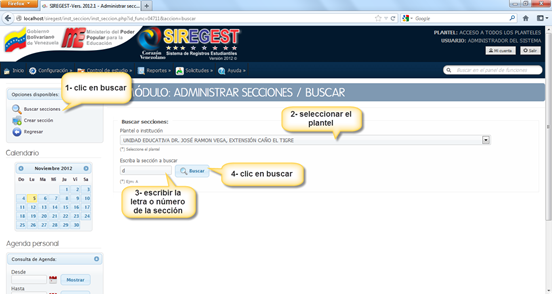 Firefox
SIREGEST-Vers. 2012.1 - Administrar seccion...
localhost/siregest/inst_seccion/inst_seccion.php?id_func=94711&accion=buscar
Google
Gobierno Bolivariano
de Venezuela
Ministerio del Poder
Popular para la
Educación
Corazón
Venezolano
SIREGEST
SISTEMA DE REGISTROS ESTUDIANTILES
Versión 2012.©
PLANTEL: ACCESO A TODOS LOS PLANTELES
USUARIO: ADMINISTRADOR DEL SISTEMA
Mi cuenta
Salir
Inicio
Configuración
Control de estudio
Reportes
Solicitudes
Ayuda
Buscar en el panel de funciones
1- clic en buscar
Opciones disponibles:
Buscar secciones
Crear sección
Regresar
MÓDULO: ADMINISTRAR SECCIONES / BUSCAR
2- seleccionar el
plantel
Buscar secciones:
Plantel o institución
UNIDAD EDUCATIVA DR. JOSÉ RAMON VEGA, EXTENSIÓN CAÑO EL TIGRE
(*) Seleccione el plantel
Escriba la sección a buscar
d
Buscar
(*) Ejm: A
4- clic en buscar
3- escribir la
letra o número
de la sección
Calendario
Noviembre 2012
Do Lu Ma Mi Ju Vi Sa
1 2 3
4 5 6 7 8 9 10
11 12 13 14 15 16 17
18 19 20 21 22 23 24
25 26 27 28 29 30
Agenda personal
Consulta de Agenda:
Desde
Mostrar
Hasta